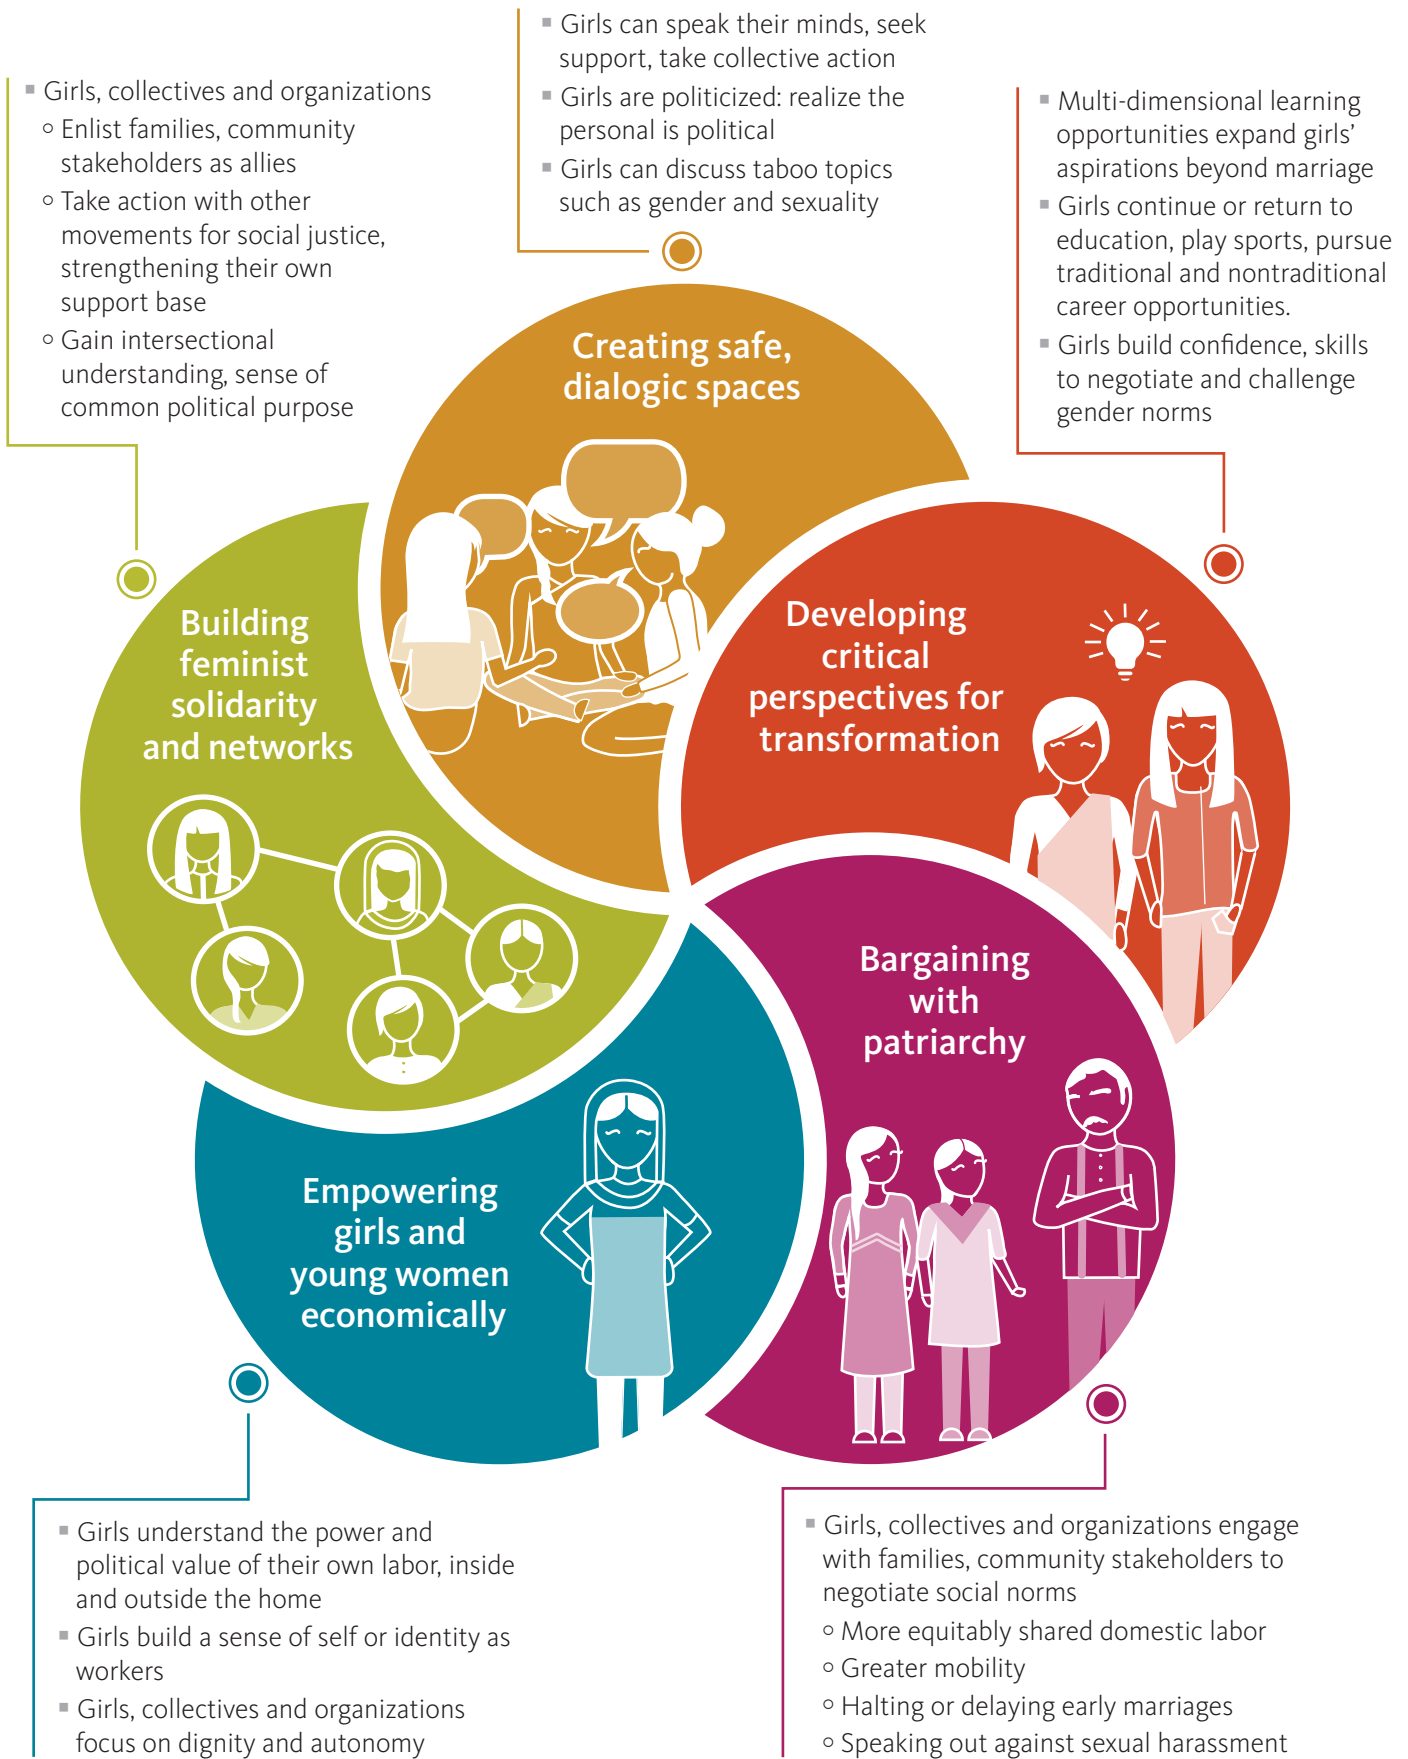 ▪ Girls can speak their minds, seek
support, take collective action
▪ Girls are politicized: realize the
personal is political
▪ Girls can discuss taboo topics
such as gender and sexuality
▪ Girls, collectives and organizations
○ Enlist families, community
stakeholders as allies
○ Take action with other
movements for social justice,
strengthening their own
support base
○ Gain intersectional
understanding, sense of
common political purpose
▪ Multi-dimensional learning
opportunities expand girls’
aspirations beyond marriage
▪ Girls continue or return to
education, play sports, pursue
traditional and nontraditional
career opportunities.
▪ Girls build confidence, skills
to negotiate and challenge
gender norms
Creating safe,
dialogic spaces
Building
feminist
solidarity
and networks
Developing
critical
perspectives for
transformation
Bargaining
with
patriarchy
Empowering
girls and
young women
economically
▪ Girls understand the power and
political value of their own labor, inside
and outside the home
▪ Girls build a sense of self or identity as
workers
▪ Girls, collectives and organizations
focus on dignity and autonomy
▪ Girls, collectives and organizations engage
with families, community stakeholders to
negotiate social norms
○ More equitably shared domestic labor
○ Greater mobility
○ Halting or delaying early marriages
○ Speaking out against sexual harassment